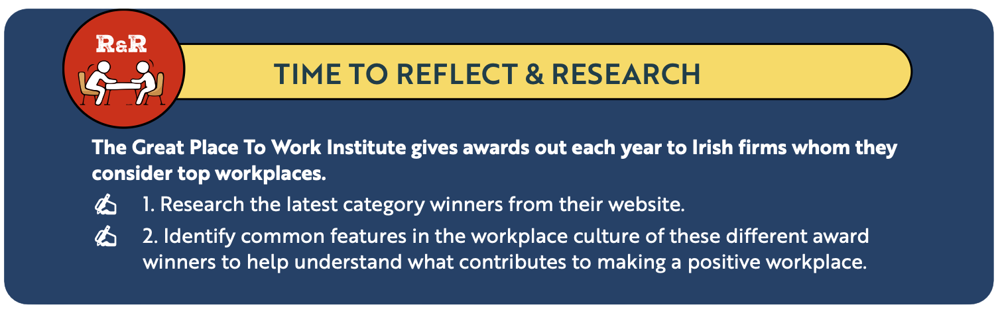 R&R
TIME TO REFLECT & RESEARCH
The Great Place To Work Institute gives awards out each year to Irish firms whom they
consider top workplaces.
1. Research the latest category winners from their website.
2. Identify common features in the workplace culture of these different award
winners to help understand what contributes to making a positive workplace.